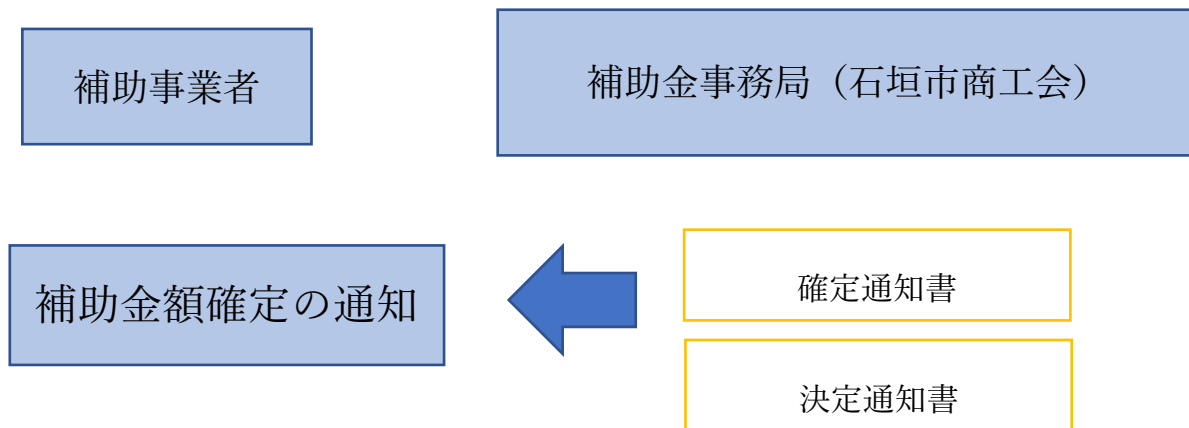 補助事業者
補助金事務局（石垣市商工会）
補助金額確定の通知
確定通知書
決定通知書